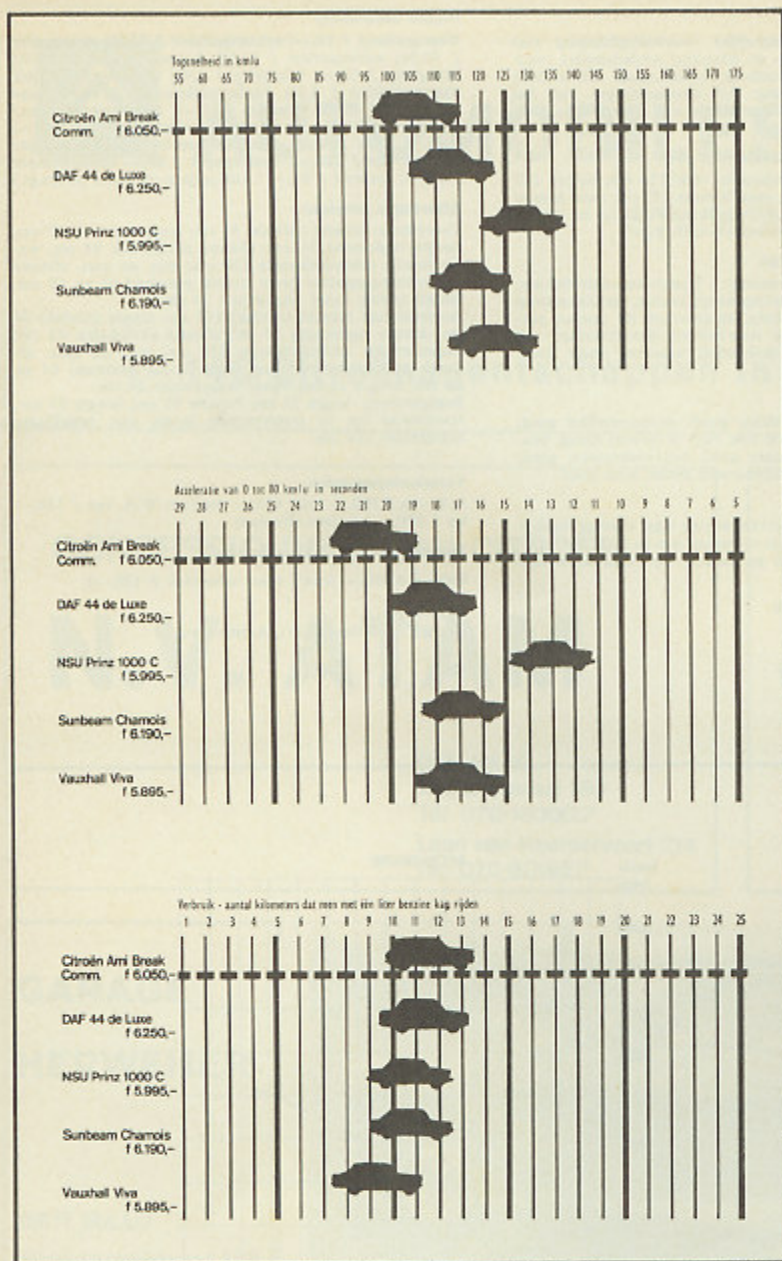 Topsnelheid in km/u
55 60 65 70 75 80 85 90 95 100 105 110 115 120 125 130 135 140 145 150 155 160 165 170 175
Citroën Ami Break
Comm. f 6.050,-
DAF 44 de Luxe
f 6.250,-
NSU Prinz 1000 C
f 5.995,-
Sunbeam Chamois
f 6.190,-
Vauxhall Viva
f 5.895,-
Acceleratie van 0 tot 80 km/u in seconden
29 28 27 26 25 24 23 22 21 20 19 18 17 16 15 14 13 12 11 10 9 8 7 6 5
Citroën Ami Break
Comm. f 6.050,-
DAF 44 de Luxe
f 6.250,-
NSU Prinz 1000 C
f 5.995,-
Sunbeam Chamois
f 6.190,-
Vauxhall Viva
f 5.895,-
Verbruik - aantal kilometers dat men met één liter benzine kan rijden
1 2 3 4 5 6 7 8 9 10 11 12 13 14 15 16 17 18 19 20 21 22 23 24 25
Citroën Ami Break
Comm. f 6.050,-
DAF 44 de Luxe
f 6.250,-
NSU Prinz 1000 C
f 5.995,-
Sunbeam Chamois
f 6.190,-
Vauxhall Viva
f 5.895,-